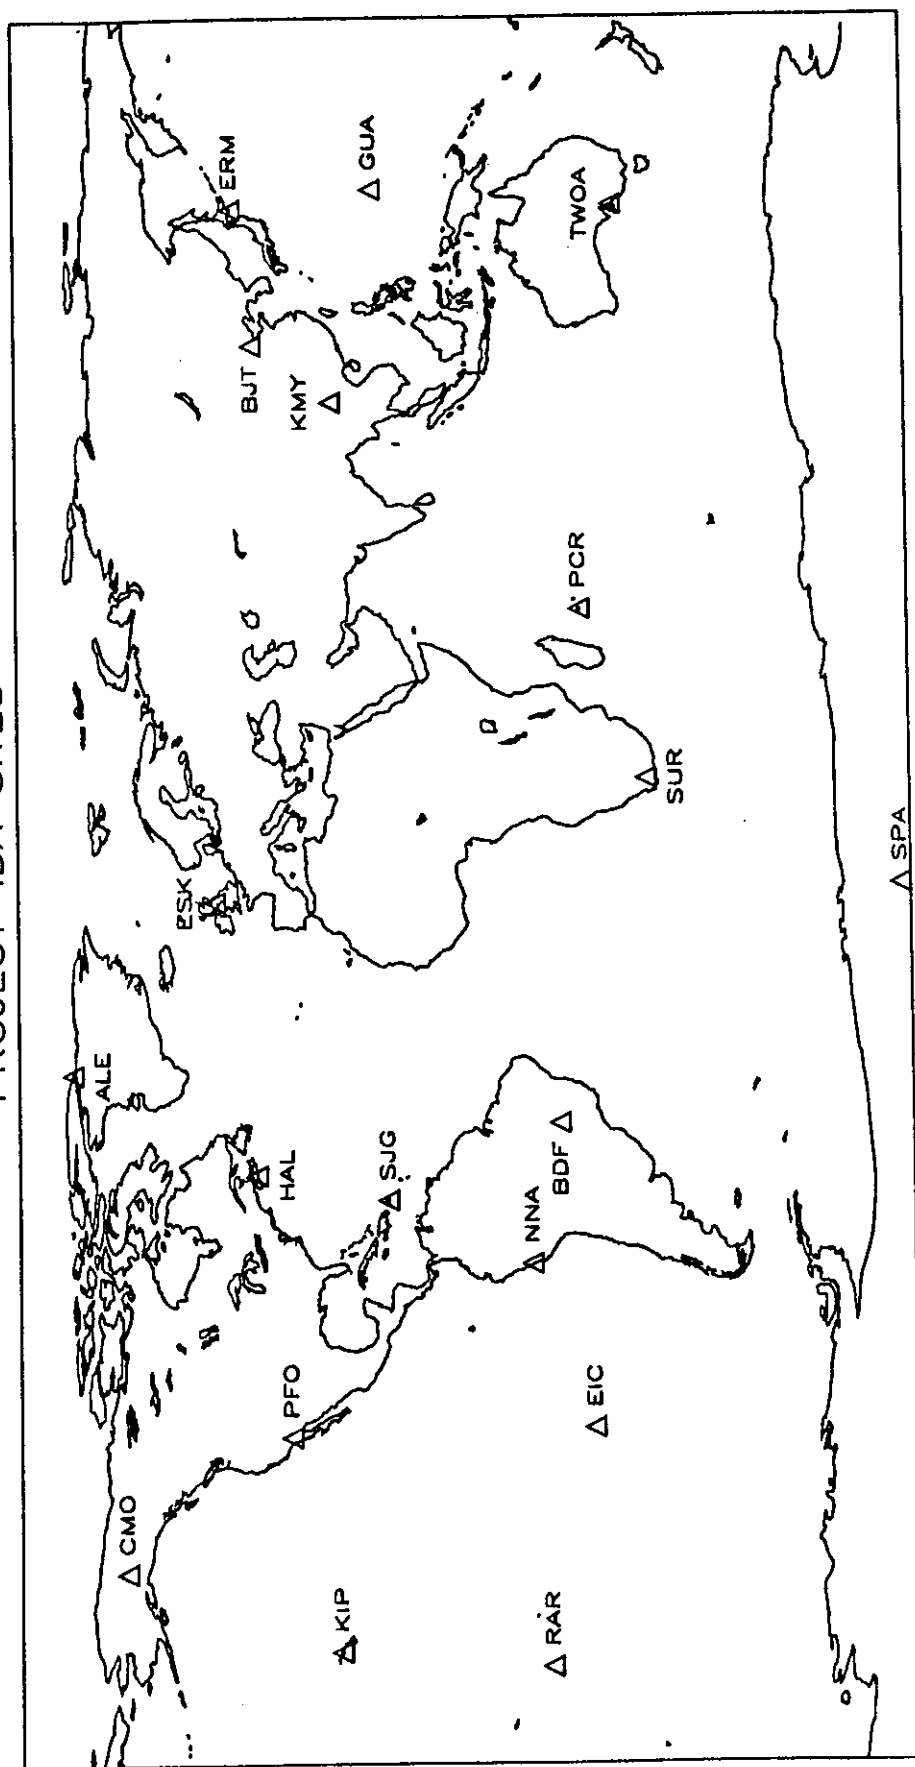 ALE
CMO
ESK
ERM
BJT
HAL
PFO
KMY
GUA
KIP
SJG
NNA
BDF
TWOA
PCR
RAR
EIC
SUR
SPA